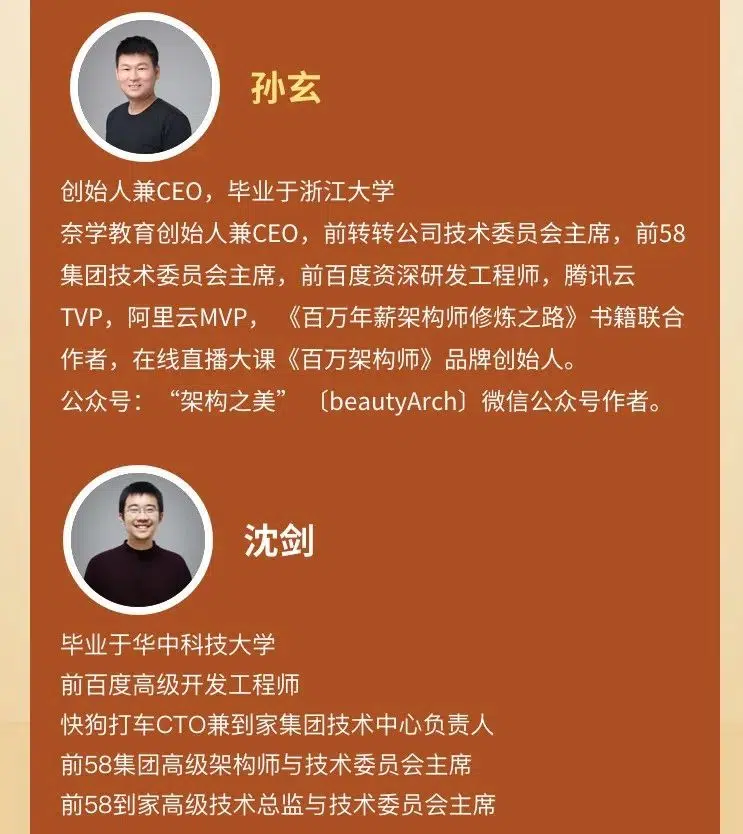 孙玄
创始人兼CEO，毕业于浙江大学
奈学教育创始人兼CEO，前转转公司技术委员会主席，前58
集团技术委员会主席，前百度资深研发工程师，腾讯云
TVP，阿里云MVP，《百万年薪架构师修炼之路》书籍联合
作者，在线直播大课《百万架构师》品牌创始人。
公众号：“架构之美”〔beautyArch〕微信公众号作者。
沈剑
毕业于华中科技大学
前百度高级开发工程师
快狗打车CTO兼到家集团技术中心负责人
前58集团高级架构师与技术委员会主席
前58到家高级技术总监与技术委员会主席